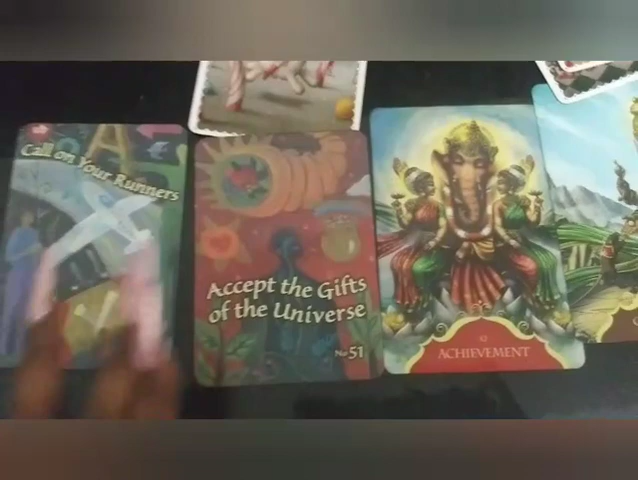 Call on Your Runners
Accept the Gifts
of the Universe
No 51
ACHIEVEMENT